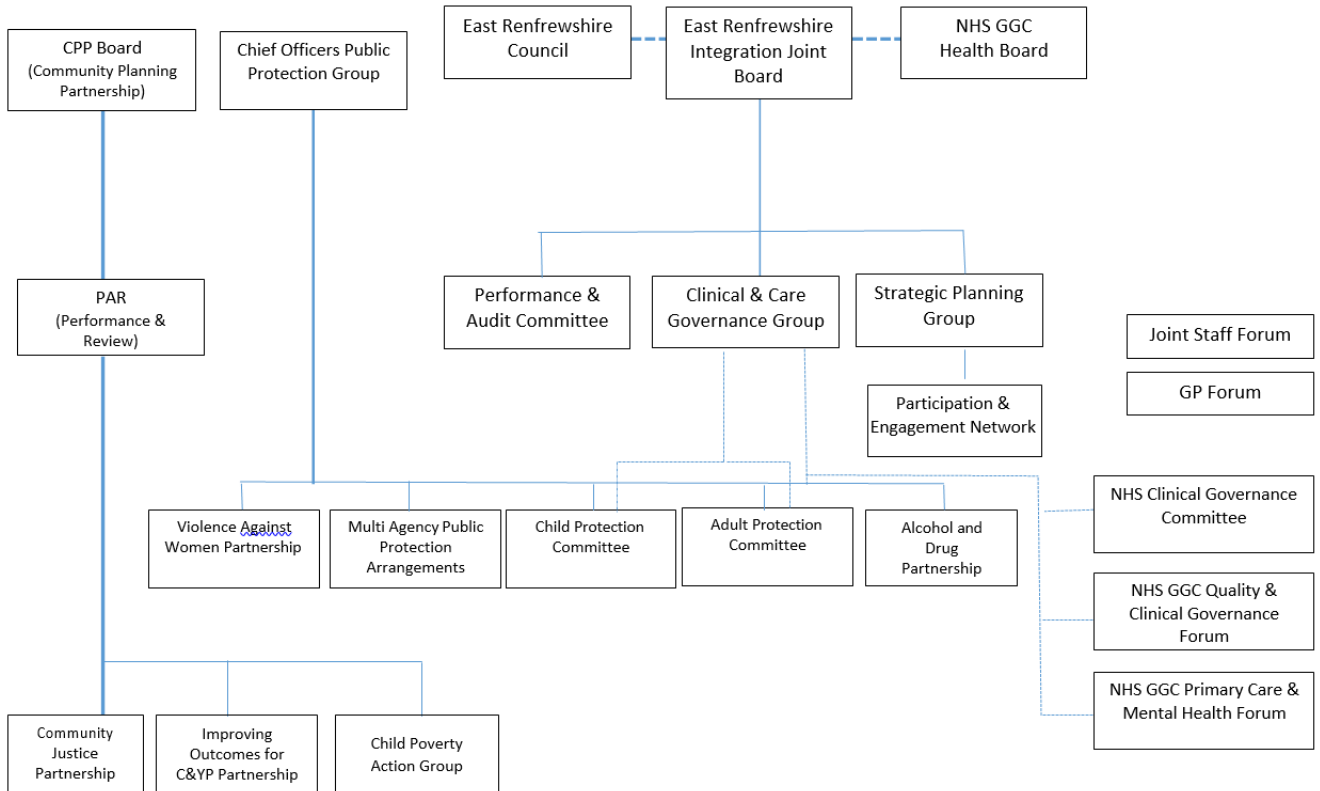 CPP Board
(Community Planning
Partnership)
Chief Officers Public
Protection Group
East Renfrewshire
Council
East Renfrewshire
Integration Joint
Board
NHS GGC
Health Board
PAR
(Performance &
Review)
Performance &
Audit Committee
Clinical & Care
Governance Group
Strategic Planning
Group
Joint Staff Forum
GP Forum
Participation &
Engagement Network
Violence Against
Women Partnership
Multi Agency Public
Protection
Arrangements
Child Protection
Committee
Adult Protection
Committee
Alcohol and
Drug
Partnership
NHS Clinical Governance
Committee
NHS GGC Quality &
Clinical Governance
Forum
NHS GGC Primary Care &
Mental Health Forum
Community
Justice
Partnership
Improving
Outcomes for
C&YP Partnership
Child Poverty
Action Group